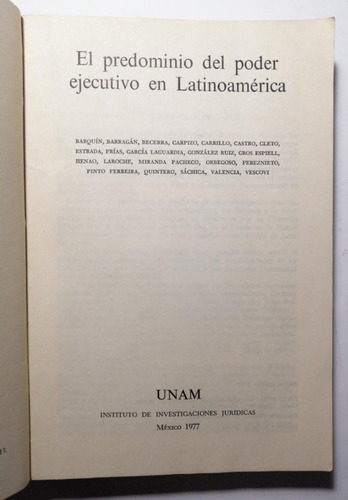 El predominio del poder
ejecutivo en Latinoamérica
BARQUÍN, BARRAGÁN, BECERRA, CARPIZO, CARRILLO, CASTRO, CLETO,
ESTRADA, FRÍAS, GARCÍA LAGUARDIA, GONZÁLEZ RUIZ, GROS ESPIELL,
HENAO, LAROCHE, MIRANDA PACHECO, ORBEGOSO, PEREZNIETO,
PINTO FERREIRA, QUINTERO, SÁCHICA, VALENCIA, VESCOVI
UNAM
INSTITUTO DE INVESTIGACIONES JURIDICAS
México 1977